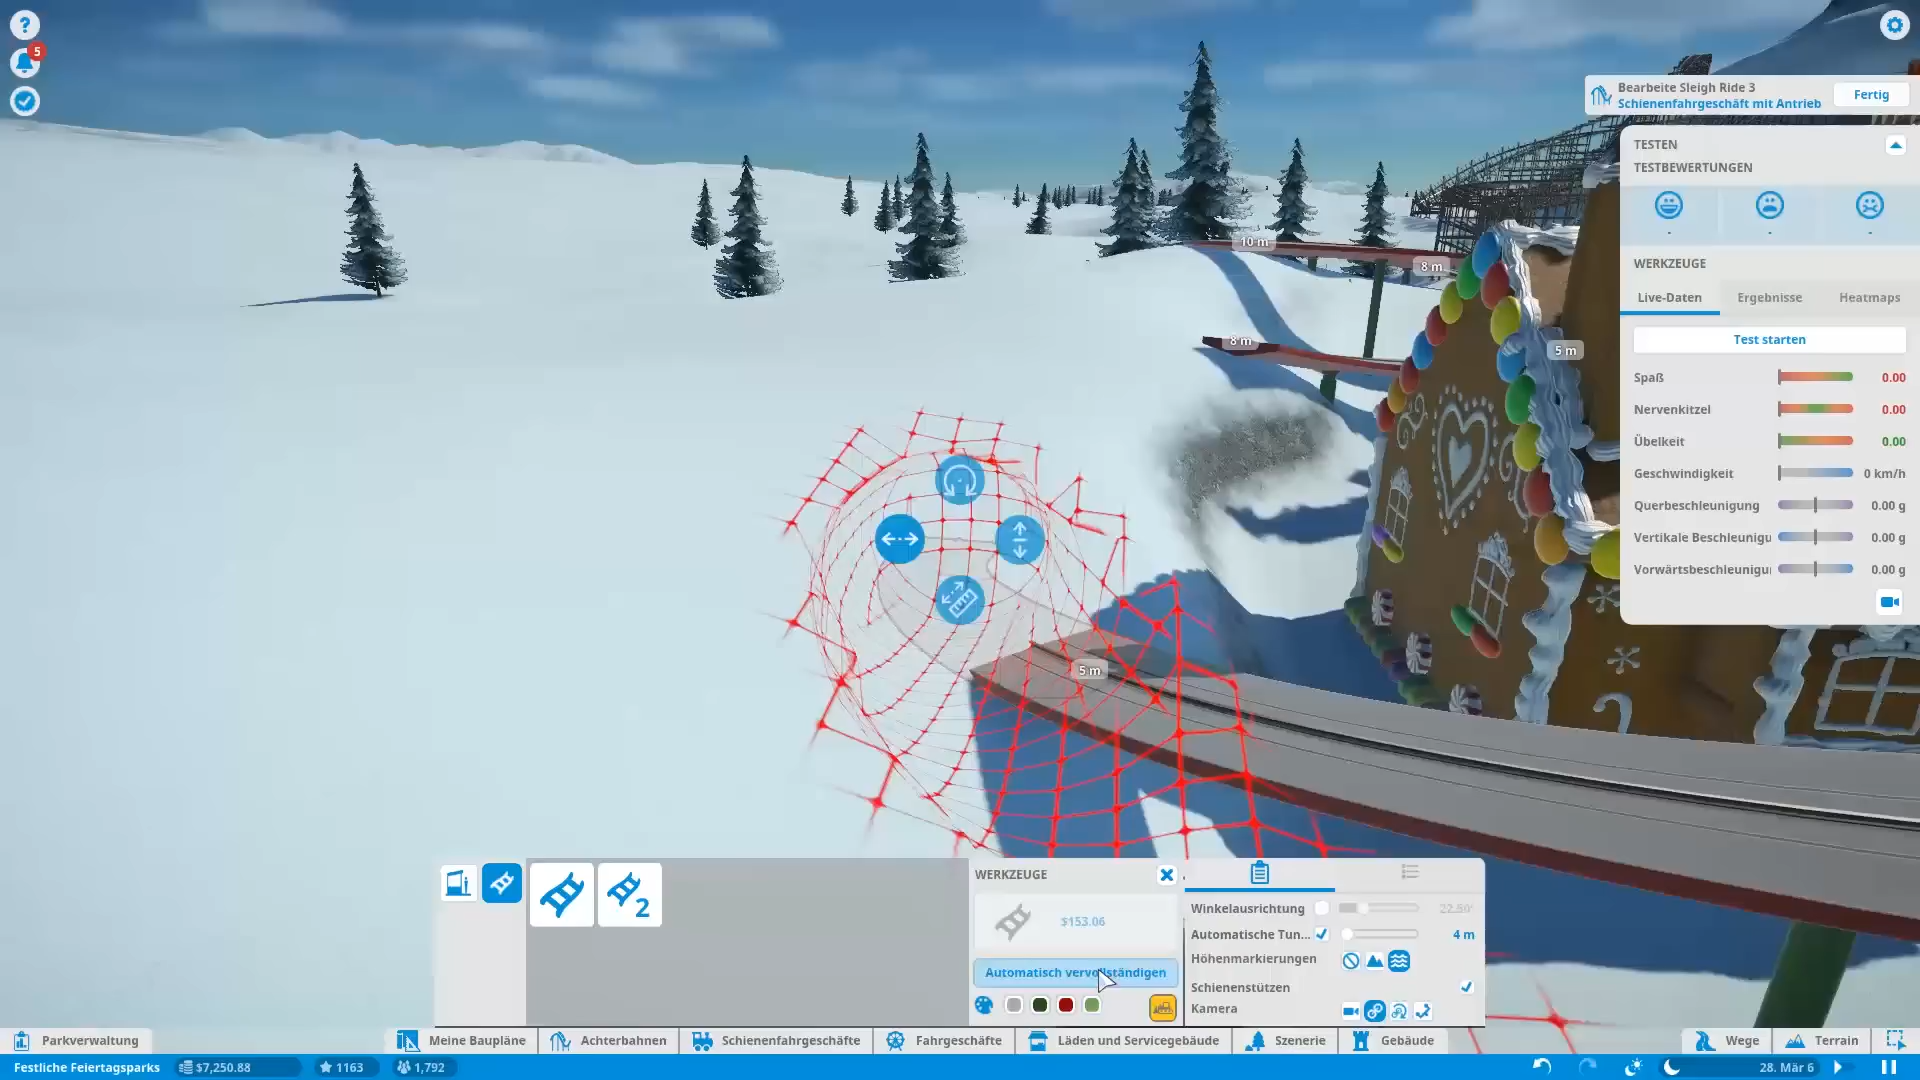 ?
5
Bearbeite Sleigh Ride 3
Schienenfahrgeschäft mit Antrieb
Fertig
TESTEN
TESTBEWERTUNGEN
-
-
-
WERKZEUGE
Live-Daten
Ergebnisse
Heatmaps
Test starten
Spaß
0.00
Nervenkitzel
0.00
Übelkeit
0.00
Geschwindigkeit
0 km/h
Querbeschleunigung
0.00 g
Vertikale Beschleunigu
0.00 g
Vorwärtsbeschleunigu
0.00 g
10 m
8 m
8 m
5 m
5 m
2
WERKZEUGE
$153.06
Automatisch vervollständigen
Winkelausrichtung
22.50°
Automatische Tun...
4 m
Höhenmarkierungen
Schienenstützen
Kamera
Parkverwaltung
Meine Baupläne
Achterbahnen
Schienenfahrgeschäfte
Fahrgeschäfte
Läden und Servicegebäude
Szenerie
Gebäude
Wege
Terrain
Festliche Feiertagsparks
$7,250.88
1163
1,792
28. Mär 6